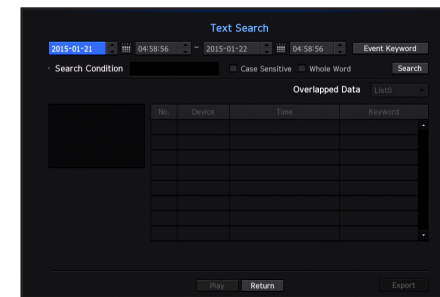 Text Search
2015-01-21 04:58:56 ~ 2015-01-22 04:58:56 Event Keyword
Search Condition Case Sensitive Whole Word Search
Overlapped Data List0
No. Device Time Keyword
Play Return Export